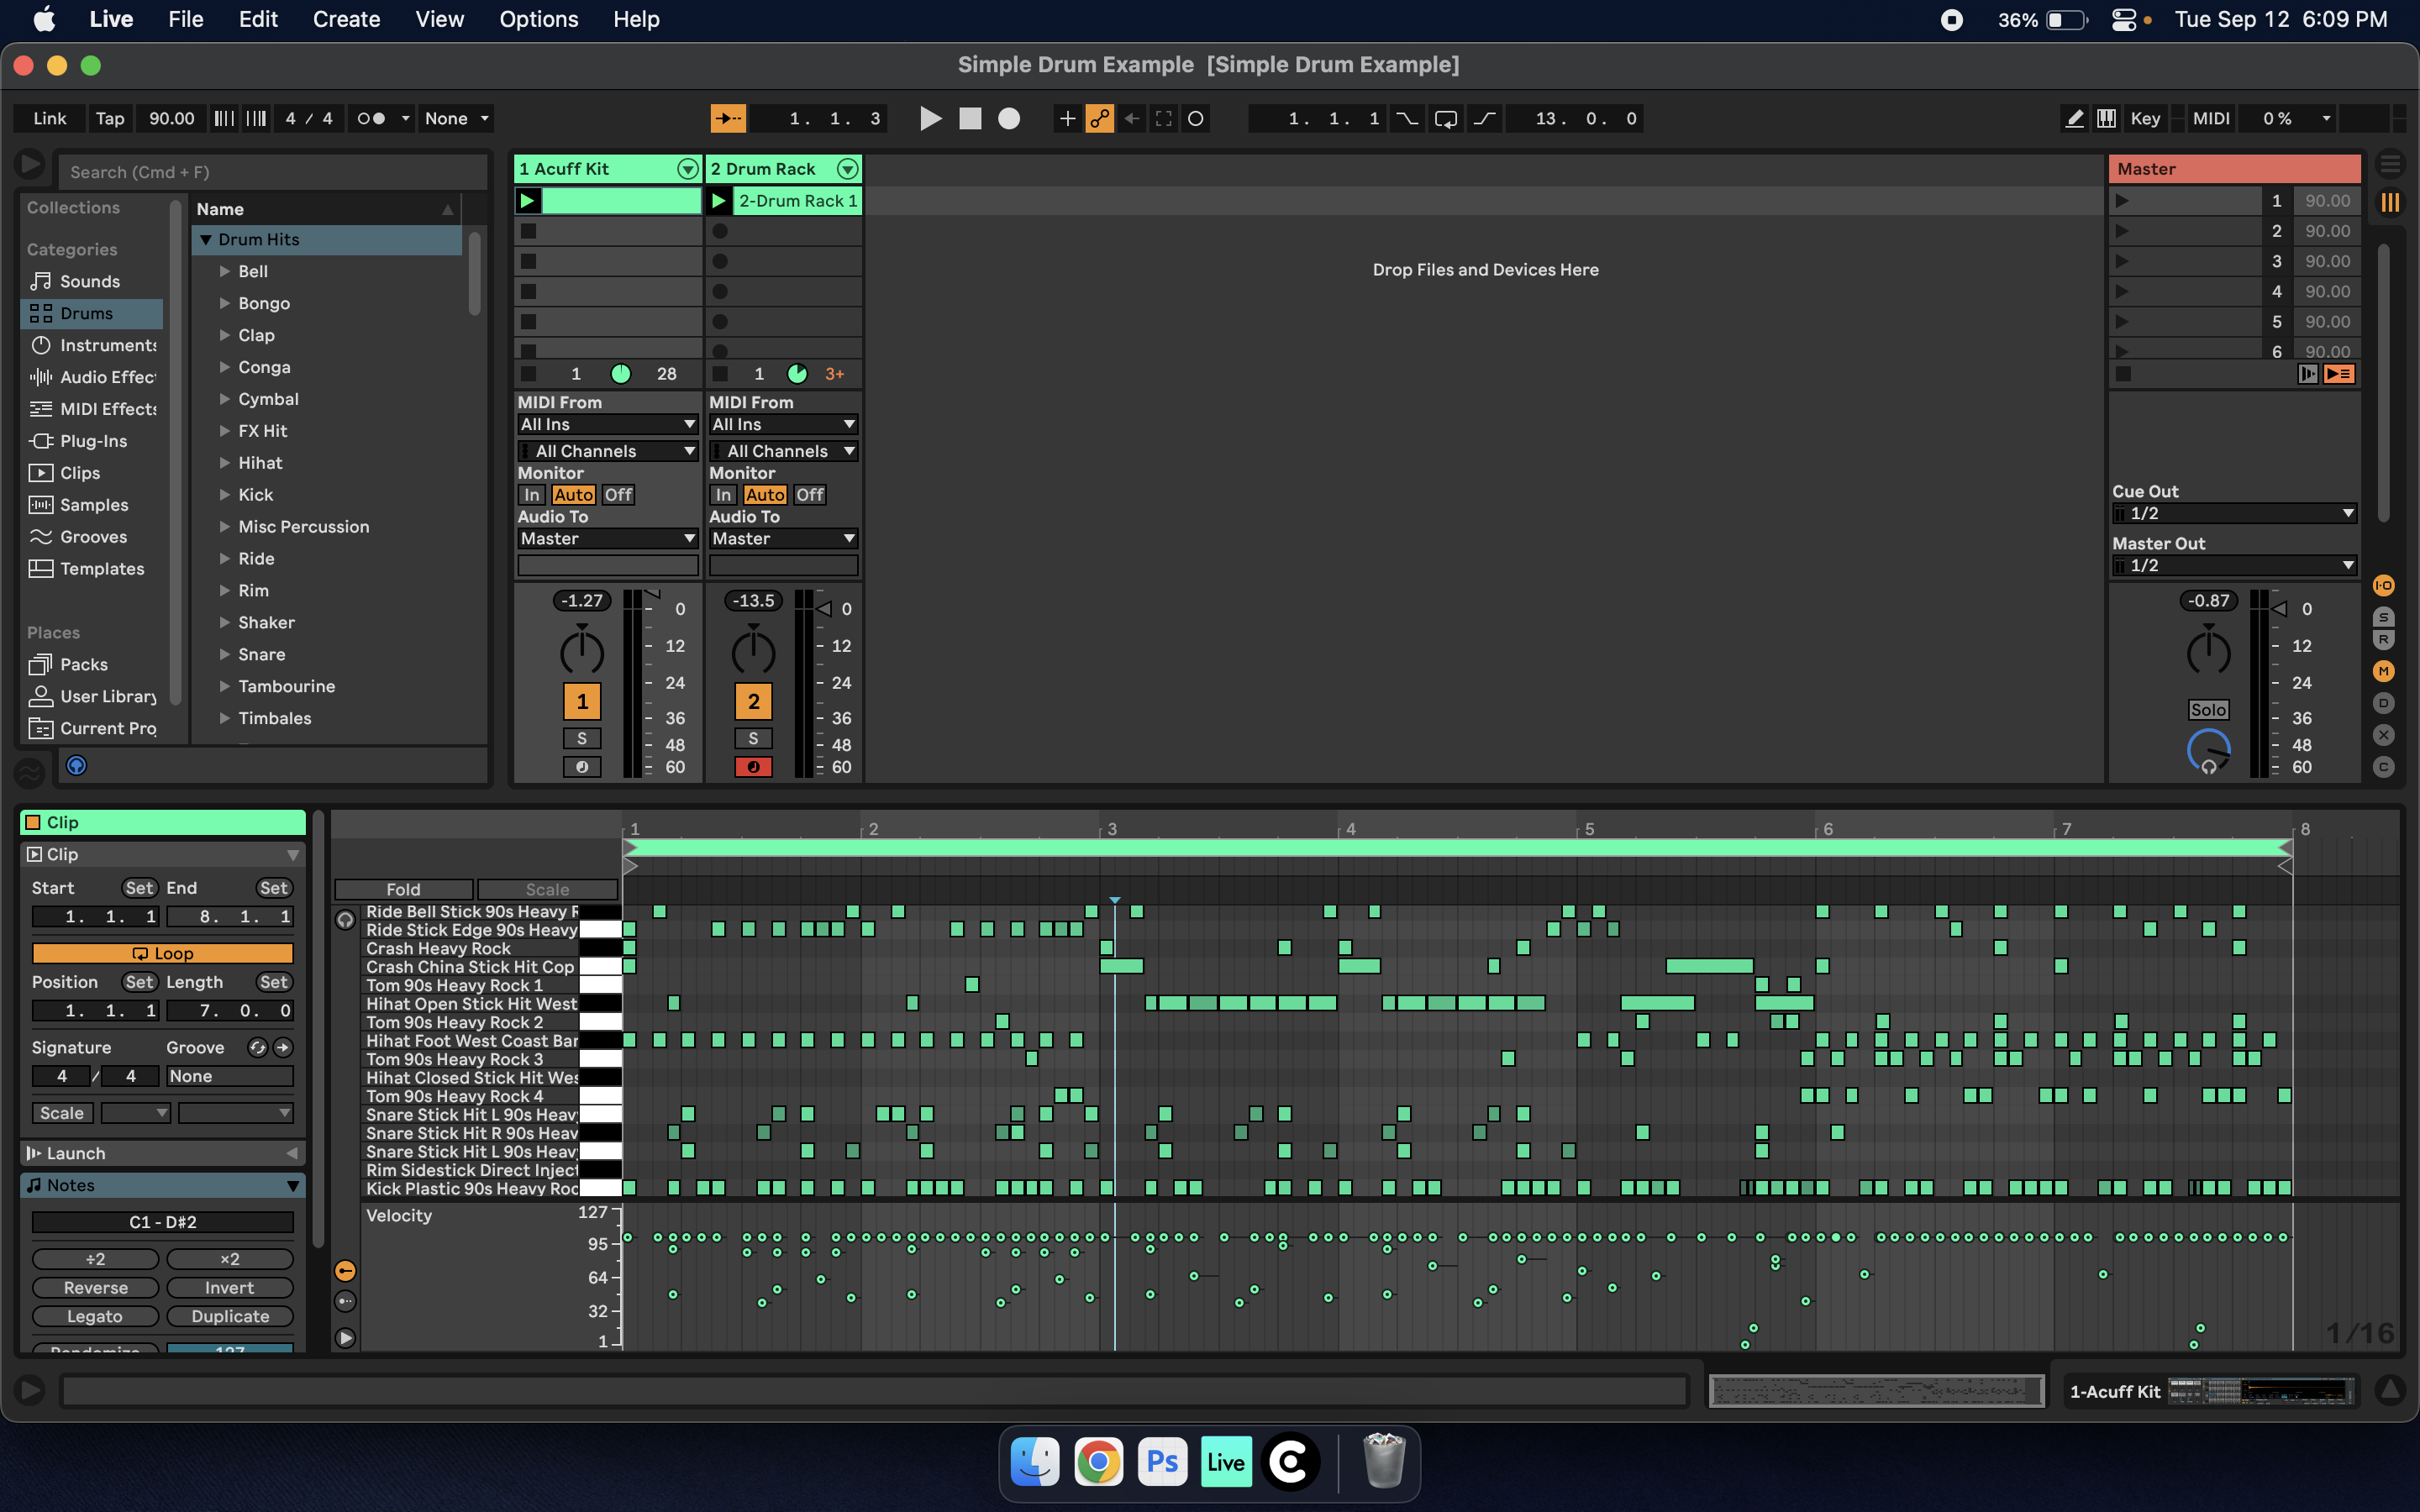 Live File Edit Create View Options Help
36% Tue Sep 12 6:09 PM
Simple Drum Example [Simple Drum Example]
Link Tap 90.00 4 / 4 None 1. 1. 3 1. 1. 1 13. 0. 0 Key MIDI 0 %
Search (Cmd + F)
Collections
Categories
Sounds
Drums
Instruments
Audio Effec
MIDI Effects
Plug-Ins
Clips
Samples
Grooves
Templates
Places
Packs
User Library
Current Pro
Name
Drum Hits
Bell
Bongo
Clap
Conga
Cymbal
FX Hit
Hihat
Kick
Misc Percussion
Ride
Rim
Shaker
Snare
Tambourine
Timbales
1 Acuff Kit
1 28
MIDI From
All Ins
All Channels
Monitor
In Auto Off
Audio To
Master
-1.27
0
12
24
36
48
60
1
S
2 Drum Rack
2-Drum Rack 1
1 3+
MIDI From
All Ins
All Channels
Monitor
In Auto Off
Audio To
Master
-13.5
0
12
24
36
48
60
2
S
Drop Files and Devices Here
Master
1 90.00
2 90.00
3 90.00
4 90.00
5 90.00
6 90.00
Cue Out
1/2
Master Out
1/2
-0.87
0
12
24
36
48
60
Solo
I·O
S
R
M
D
X
C
Clip
Clip
Start Set End Set
1. 1. 1 8. 1. 1
Loop
Position Set Length Set
1. 1. 1 7. 0. 0
Signature Groove
4 / 4 None
Scale
Launch
Notes
C1 - D#2
÷2 ×2
Reverse Invert
Legato Duplicate
Randomize 127
1 2 3 4 5 6 7 8
Fold Scale
Ride Bell Stick 90s Heavy R
Ride Stick Edge 90s Heavy
Crash Heavy Rock
Crash China Stick Hit Cop
Tom 90s Heavy Rock 1
Hihat Open Stick Hit West
Tom 90s Heavy Rock 2
Hihat Foot West Coast Bar
Tom 90s Heavy Rock 3
Hihat Closed Stick Hit Wes
Tom 90s Heavy Rock 4
Snare Stick Hit L 90s Heavy
Snare Stick Hit R 90s Heav
Snare Stick Hit L 90s Heavy
Rim Sidestick Direct Inject
Kick Plastic 90s Heavy Roc
Velocity
127
95
64
32
1
1/16
1-Acuff Kit
Ps
Live